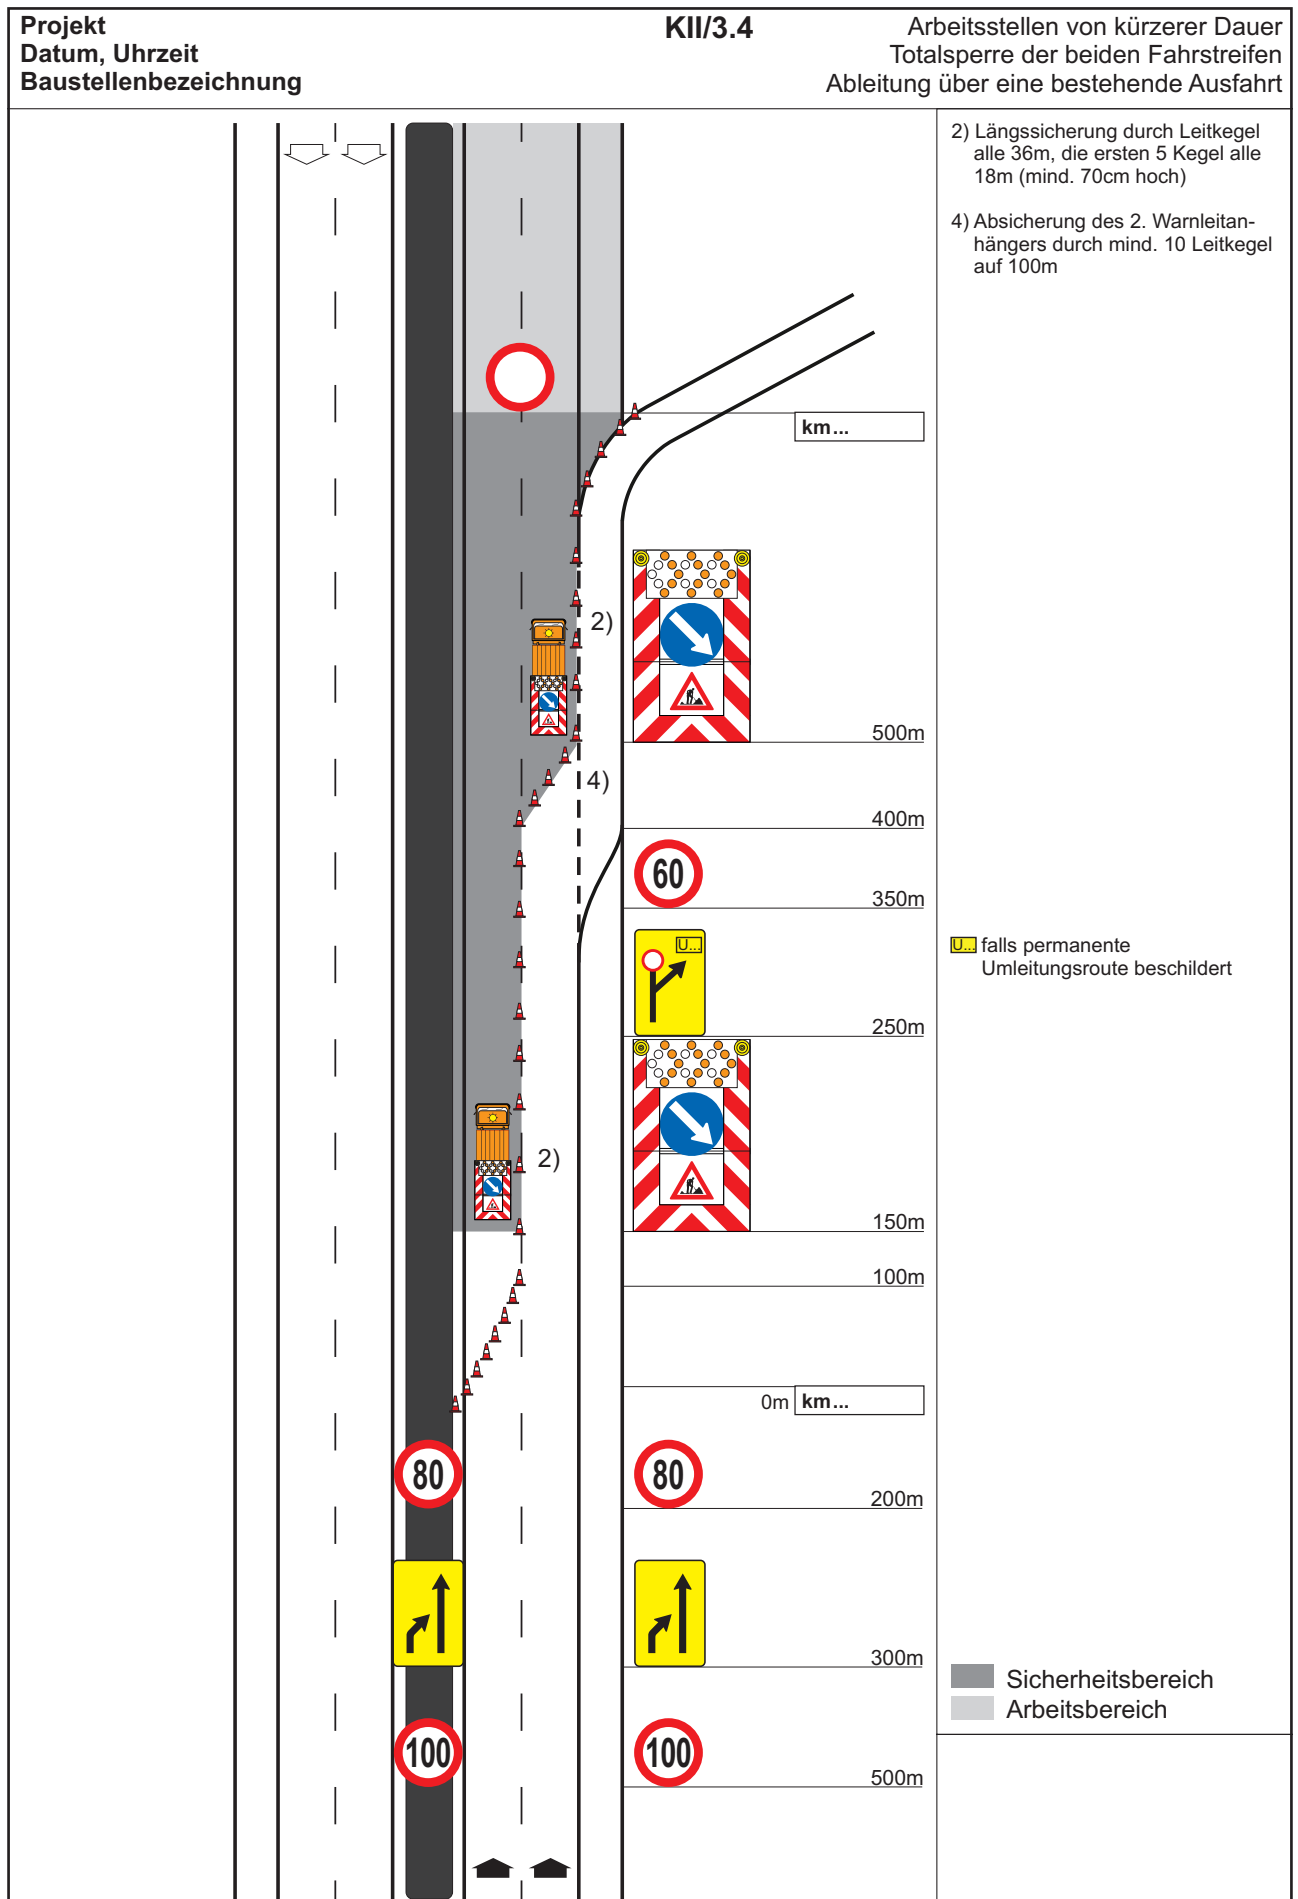 Projekt
Datum, Uhrzeit
Baustellenbezeichnung
KII/3.4
Arbeitsstellen von kürzerer Dauer
Totalsperre der beiden Fahrstreifen
Ableitung über eine bestehende Ausfahrt
2) Längssicherung durch Leitkegel
alle 36m, die ersten 5 Kegel alle
18m (mind. 70cm hoch)
4) Absicherung des 2. Warnleitan-
hängers durch mind. 10 Leitkegel
auf 100m
km...
2)
500m
4)
400m
60
350m
U...
U... falls permanente
Umleitungsroute beschildert
250m
2)
150m
100m
0m km...
80 80
200m
300m
Sicherheitsbereich
Arbeitsbereich
100 100
500m